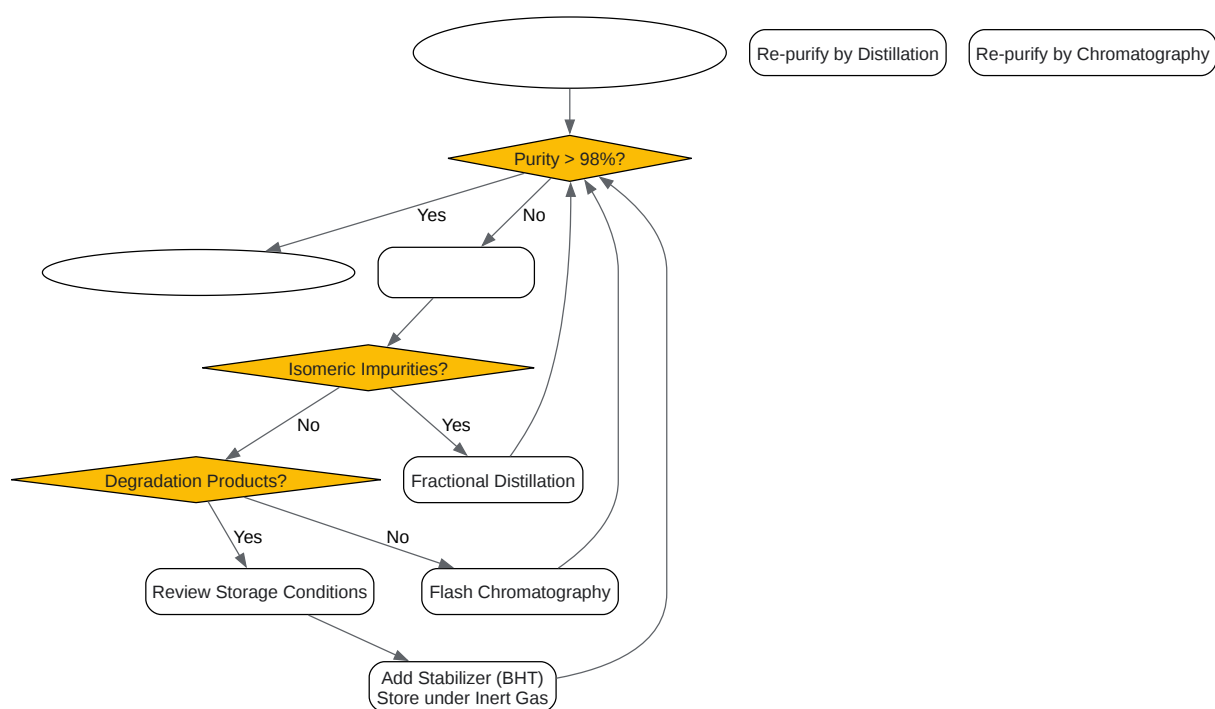 Re-purify by Distillation
Re-purify by Chromatography
Purity > 98%?
Yes
No
Isomeric Impurities?
No
Yes
Degradation Products?
Fractional Distillation
Yes
No
Review Storage Conditions
Flash Chromatography
Add Stabilizer (BHT)
Store under Inert Gas